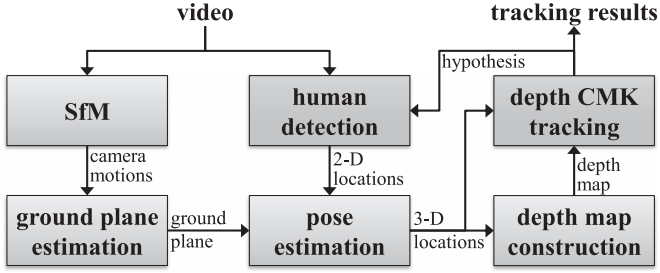 video
tracking results
hypothesis
SfM
human
detection
depth CMK
tracking
camera
motions
2-D
locations
depth
map
ground plane
estimation
ground
plane
pose
estimation
3-D
locations
depth map
construction